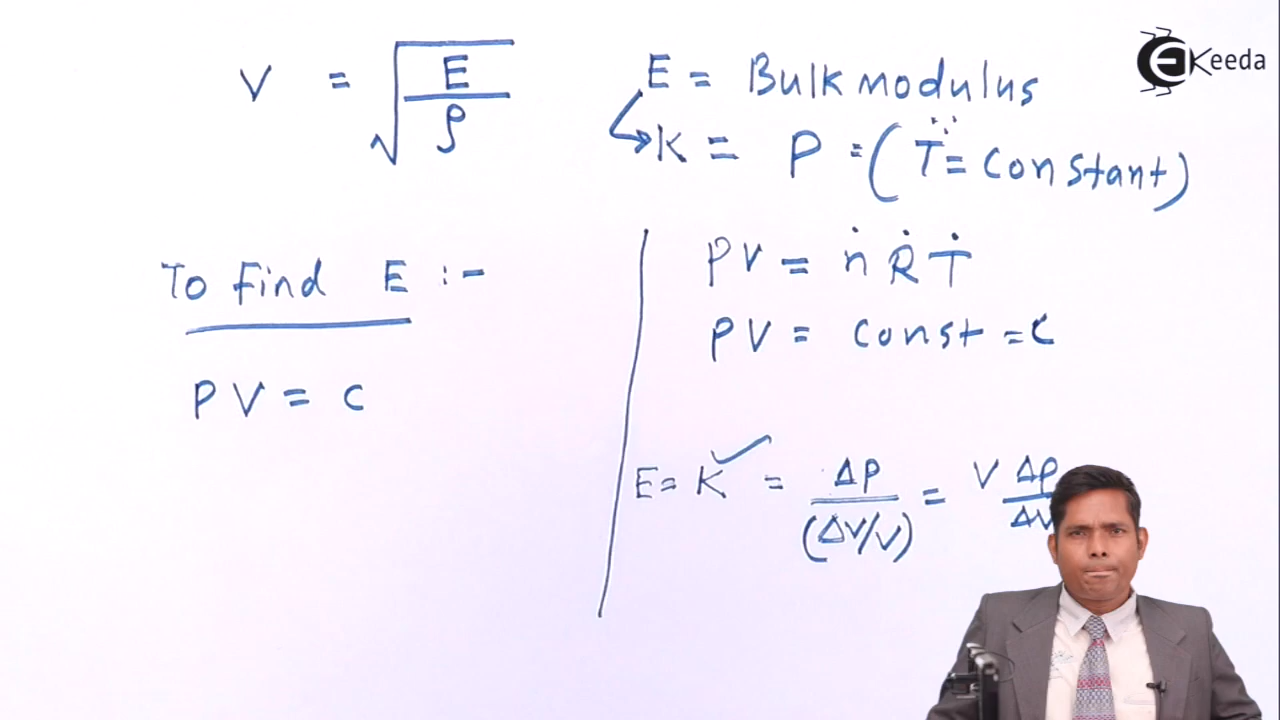 EKeeda
V = √(E/ρ)
E = Bulk modulus
K = P = (∵ T = constant)
To Find E :-
PV = c
PV = nRT
PV = const = c
E = K ✓ = ΔP/(ΔV/V) = V ΔP/ΔV